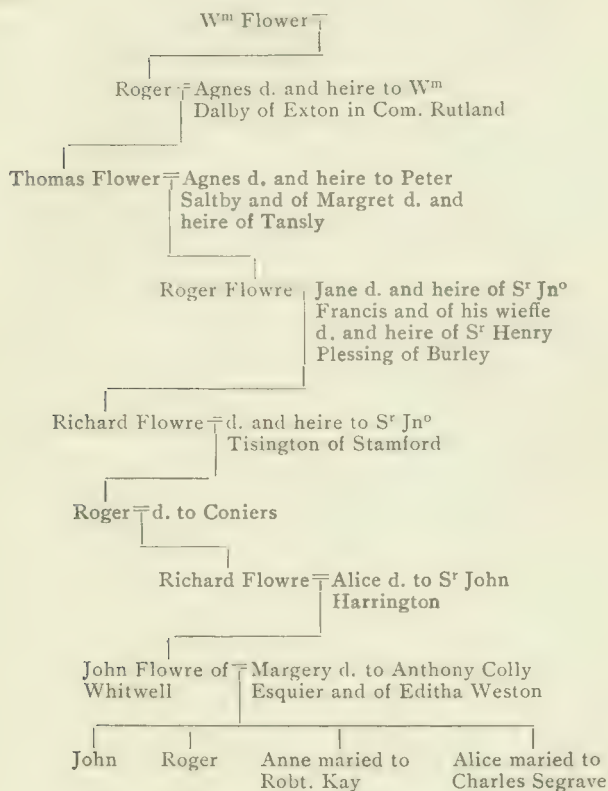 Wᵐ Flower
Roger = Agnes d. and heire to Wᵐ
Dalby of Exton in Com. Rutland
Thomas Flower = Agnes d. and heire to Peter
Saltby and of Margret d. and
heire of Tansly
Roger Flowre Jane d. and heire of Sʳ Jnᵒ
Francis and of his wieffe
d. and heire of Sʳ Henry
Plessing of Burley
Richard Flowre = d. and heire to Sʳ Jnᵒ
Tisington of Stamford
Roger = d. to Coniers
Richard Flowre = Alice d. to Sʳ John
Harrington
John Flowre of = Margery d. to Anthony Colly
Whitwell Esquier and of Editha Weston
John Roger Anne maried to Alice maried to
Robt. Kay Charles Segrave